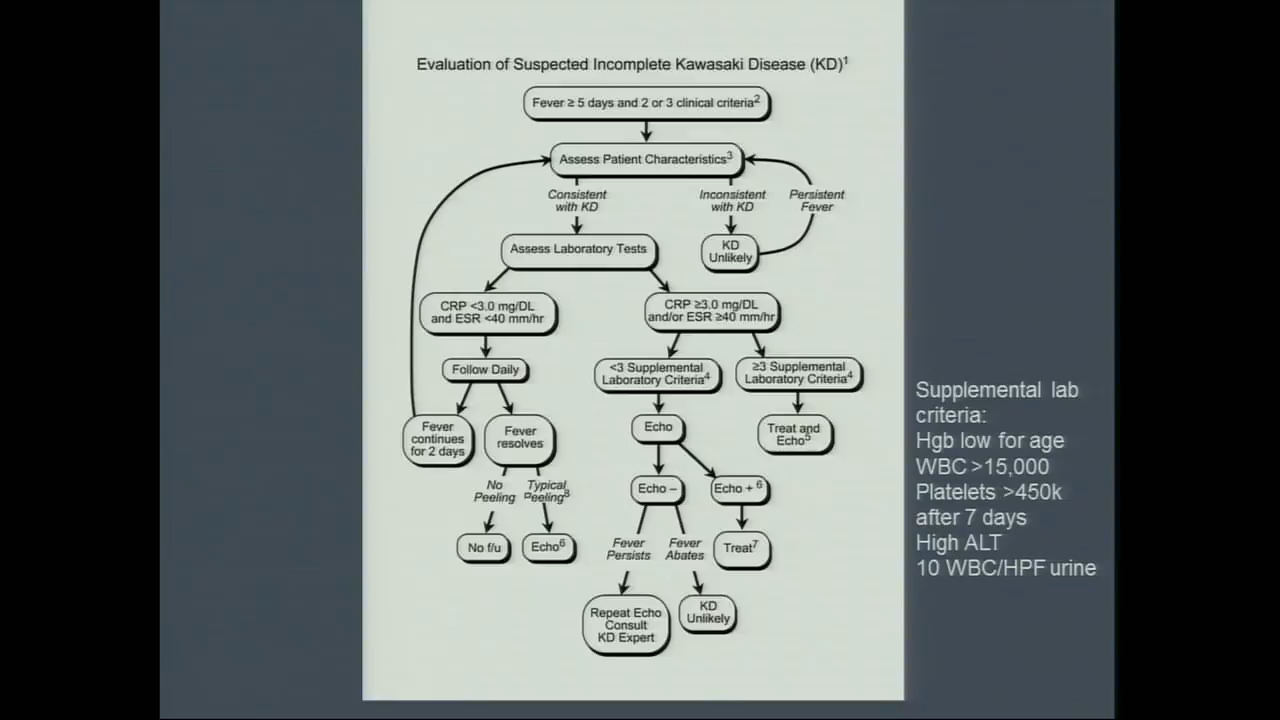 Evaluation of Suspected Incomplete Kawasaki Disease (KD)1
Fever ≥ 5 days and 2 or 3 clinical criteria2
Assess Patient Characteristics3
Consistent
with KD
Inconsistent
with KD
Persistent
Fever
Assess Laboratory Tests
KD
Unlikely
CRP <3.0 mg/DL
and ESR <40 mm/hr
CRP ≥3.0 mg/DL
and/or ESR ≥40 mm/hr
Follow Daily
<3 Supplemental
Laboratory Criteria4
≥3 Supplemental
Laboratory Criteria4
Fever
continues
for 2 days
Fever
resolves
Echo
Treat and
Echo5
No
Peeling
Typical
Peeling8
Echo –
Echo + 6
No f/u
Echo6
Fever
Persists
Fever
Abates
Treat7
Repeat Echo
Consult
KD Expert
KD
Unlikely
Supplemental lab
criteria:
Hgb low for age
WBC >15,000
Platelets >450k
after 7 days
High ALT
10 WBC/HPF urine